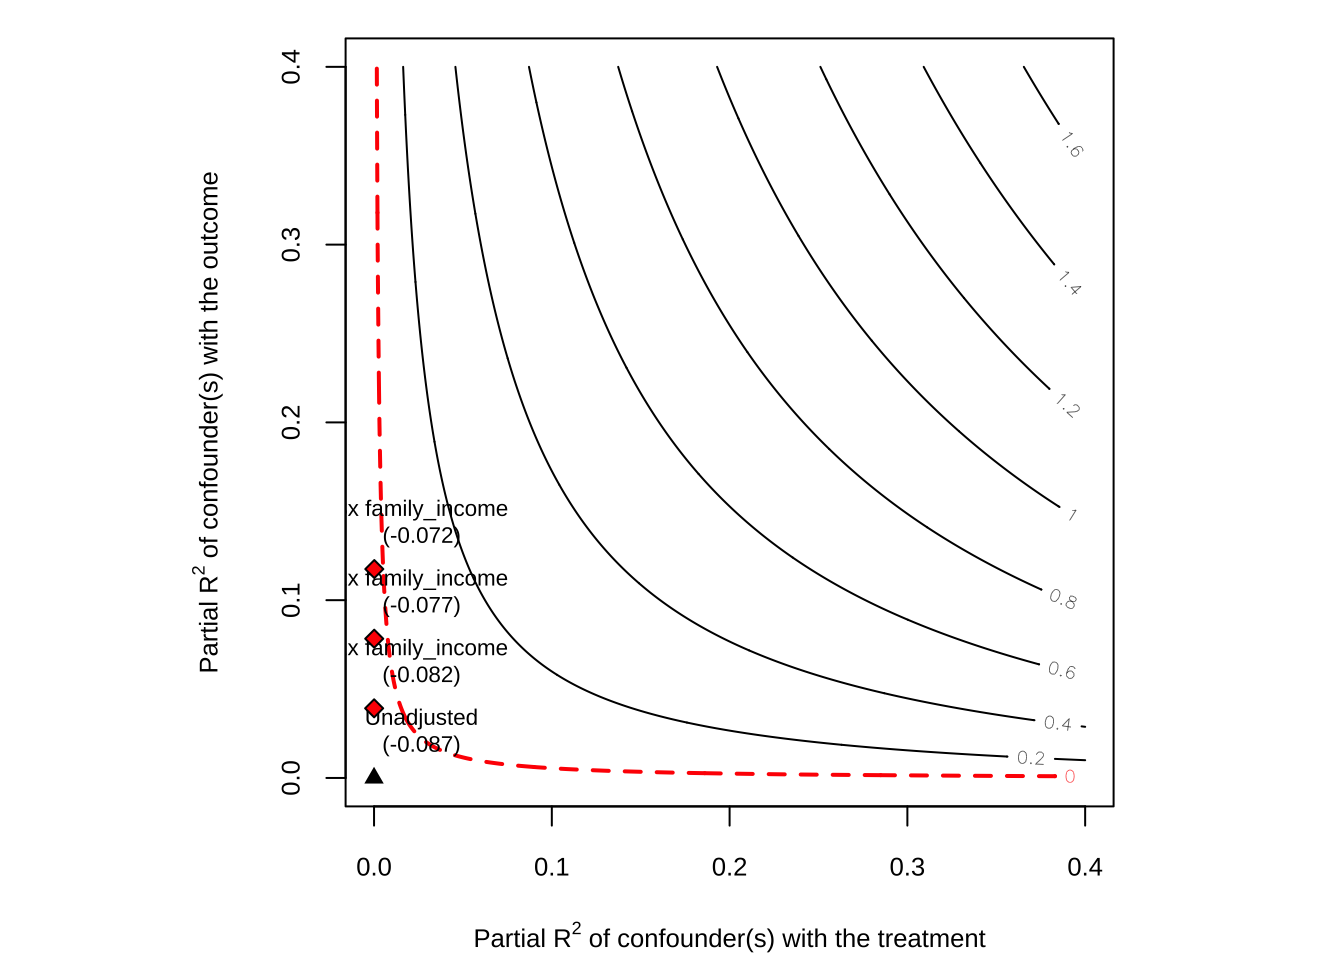 0.4
0.3
0.2
0.1
0.0
Partial R2 of confounder(s) with the outcome
1.6
1.4
1.2
1
0.8
0.6
0.4
0.2
0
x family_income
(-0.072)
x family_income
(-0.077)
x family_income
(-0.082)
Unadjusted
(-0.087)
0.0 0.1 0.2 0.3 0.4
Partial R2 of confounder(s) with the treatment